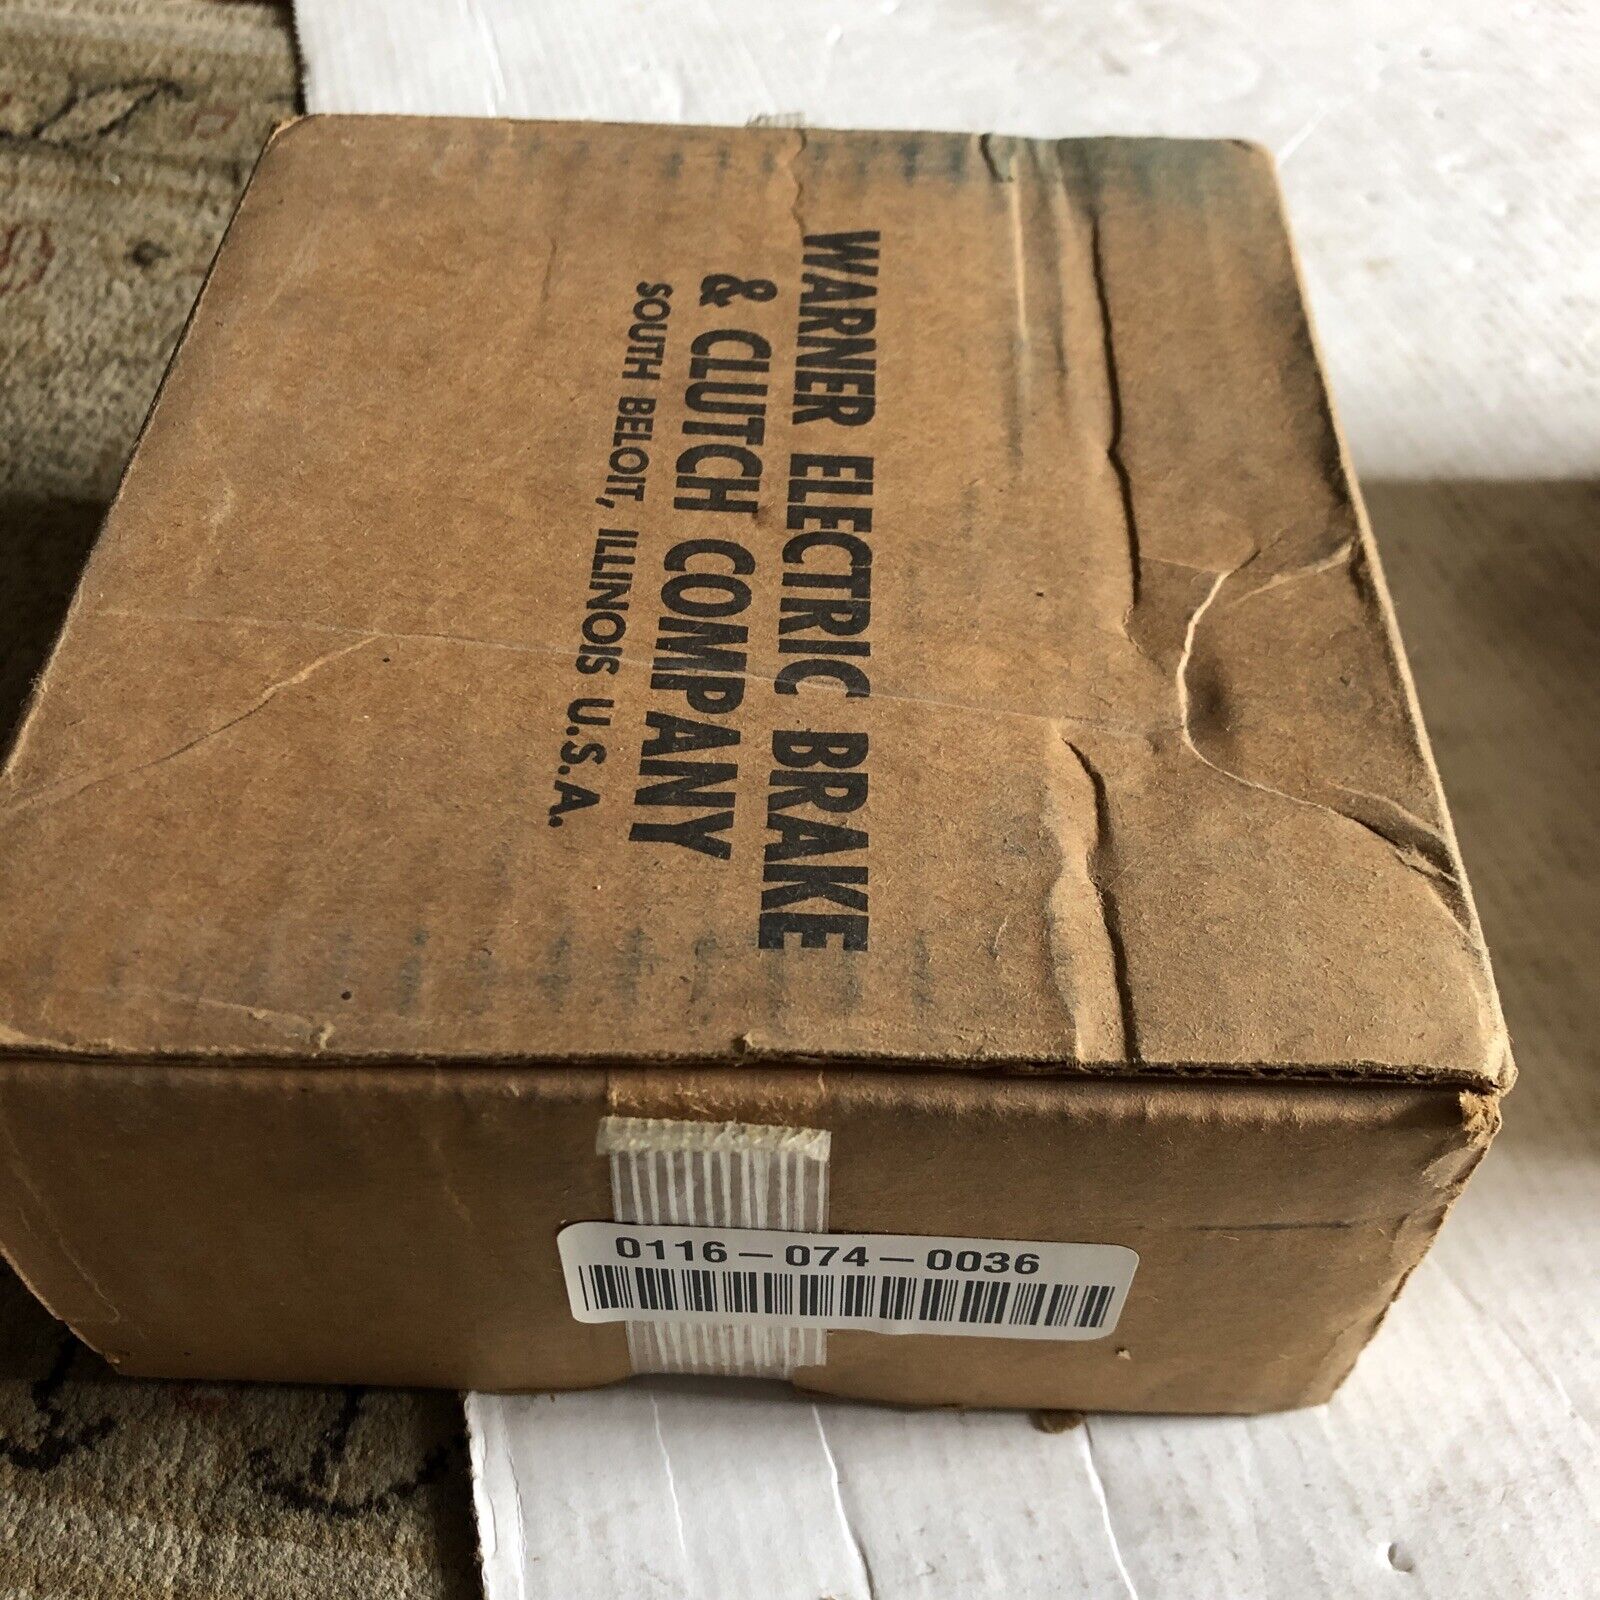 WARNER ELECTRIC BRAKE
& CLUTCH COMPANY
SOUTH BELOIT, ILLINOIS U.S.A.
0116-074-0036